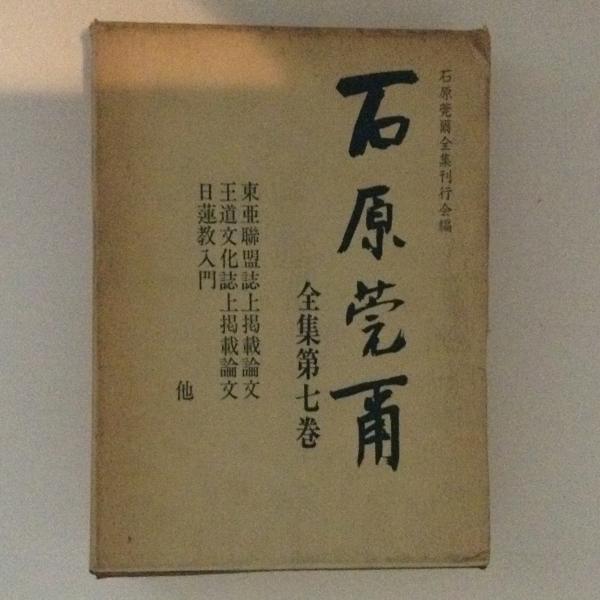 石原莞爾全集刊行会編
石原莞爾
全集第七巻
東亜聯盟誌上掲載論文
王道文化誌上掲載論文
日蓮教入門
他